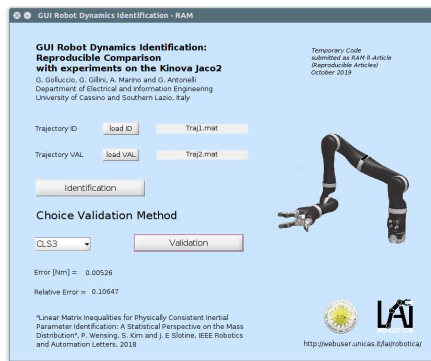 GUI Robot Dynamics Identification - RAM
GUI Robot Dynamics Identification:
Reproducible Comparison
with experiments on the Kinova Jaco2
G. Golluccio, G. Gillini, A. Marino and G. Antonelli
Department of Electrical and Information Engineering
University of Cassino and Southern Lazio, Italy
Temporary Code
submitted as RAM R-Article
(Reproducible Articles)
October 2019
Trajectory ID load ID Traj1.mat
Trajectory VAL load VAL Traj2.mat
Identification
Choice Validation Method
CLS3 Validation
Error [Nm] = 0.00526
Relative Error = 0.10647
"Linear Matrix Inequalities for Physically Consistent Inertial
Parameter Identification: A Statistical Perspective on the Mass
Distribution", P. Wensing, S. Kim and J. E Slotine, IEEE Robotics
and Automation Letters, 2018
LAI
ROBOTICS
http://webuser.unicas.it/lai/robotica/